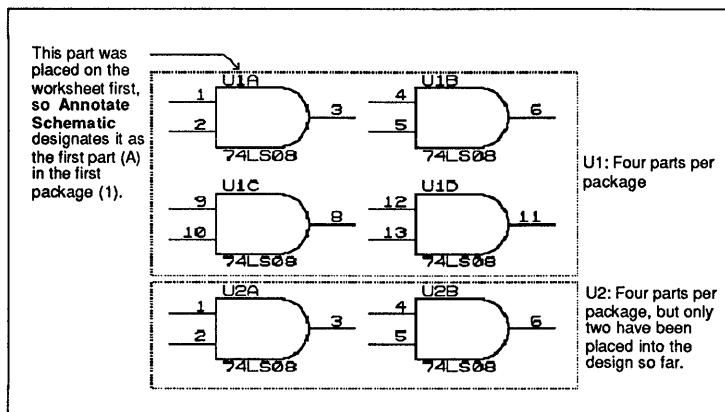 This part was
placed on the
worksheet first,
so Annotate
Schematic
designates it as
the first part (A)
in the first
package (1).
U1A
1
2
3
74LS08
U1B
4
5
6
74LS08
U1C
9
10
8
74LS08
U1D
12
13
11
74LS08
U1: Four parts per
package
U2A
1
2
3
74LS08
U2B
4
5
6
74LS08
U2: Four parts per
package, but only
two have been
placed into the
design so far.